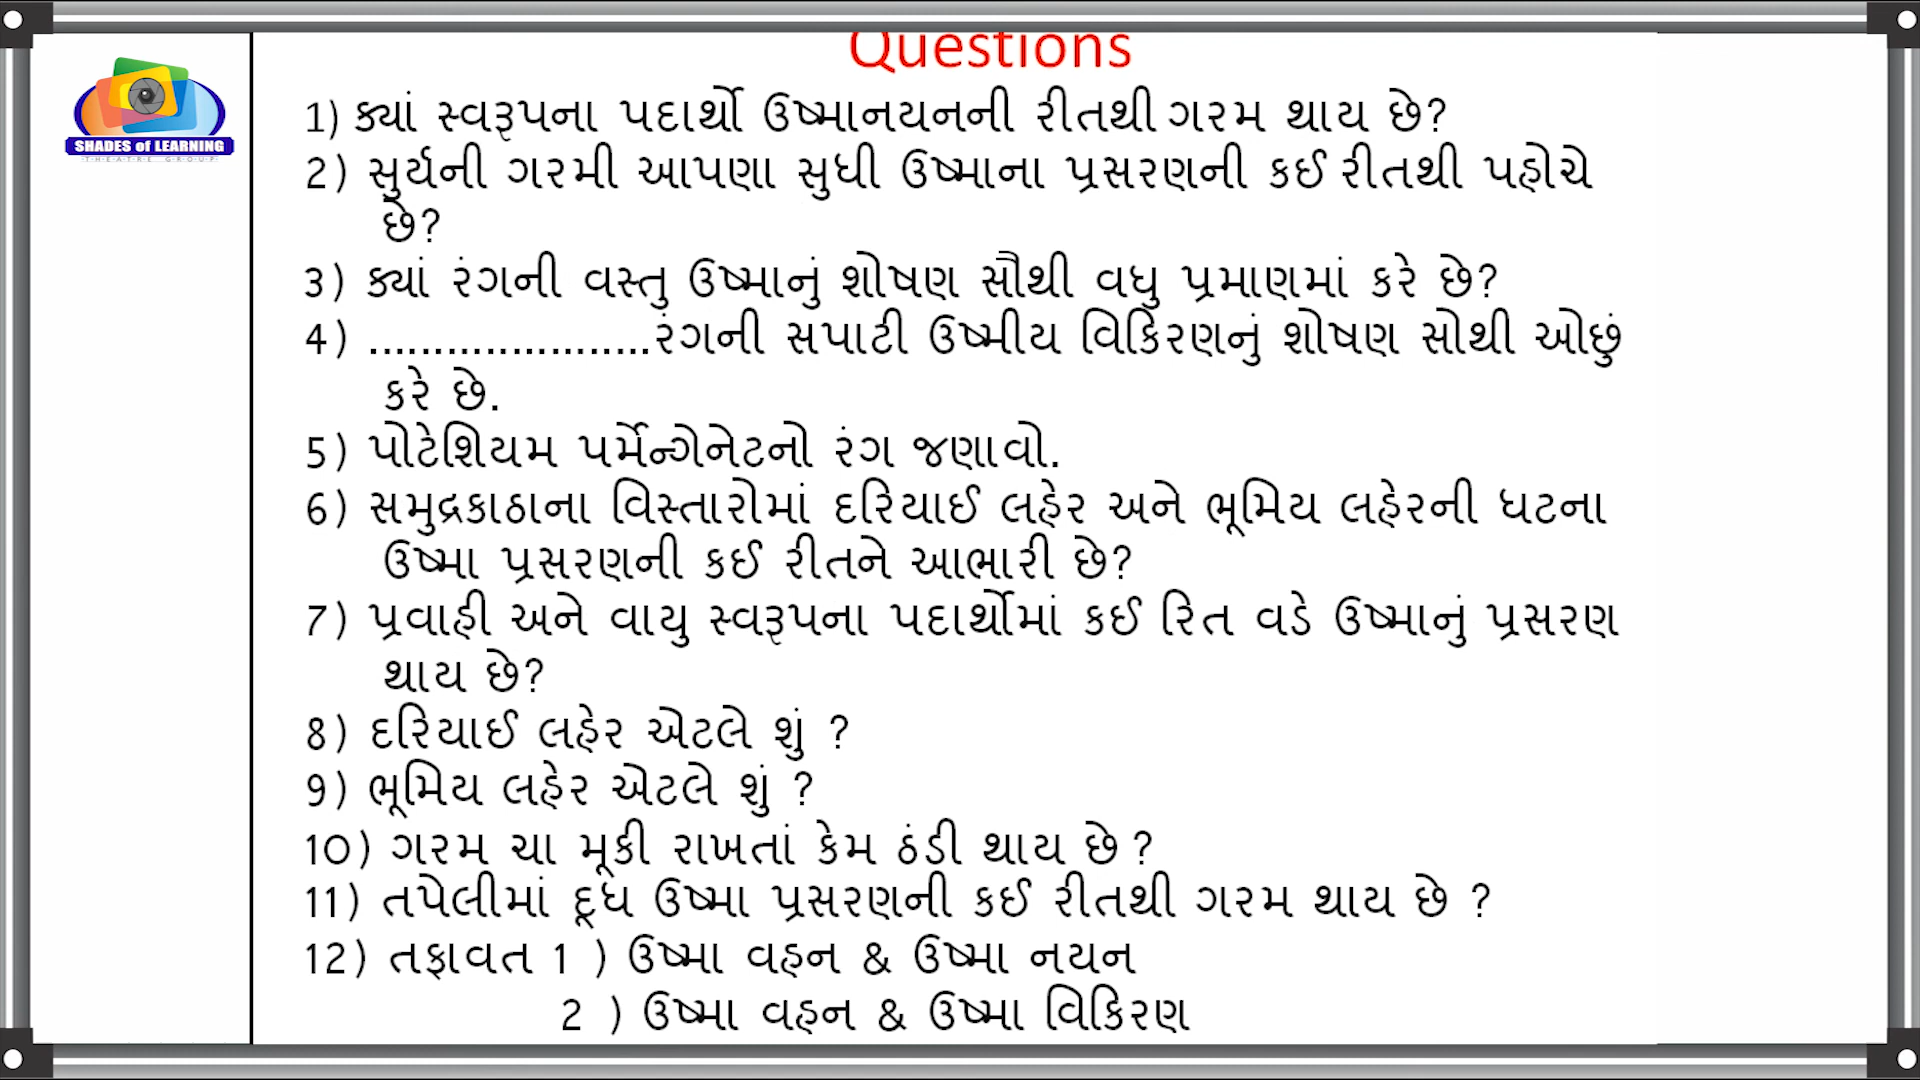 Questions
SHADES of LEARNING
THEATRE GROUP
1) ક્યાં સ્વરૂપના પદાર્થો ઉષ્માનયનની રીતથી ગરમ થાય છે?
2) સુર્યની ગરમી આપણા સુધી ઉષ્માના પ્રસરણની કઈ રીતથી પહોચે
છે?
3) ક્યાં રંગની વસ્તુ ઉષ્માનું શોષણ સૌથી વધુ પ્રમાણમાં કરે છે?
4) ......................રંગની સપાટી ઉષ્મીય વિકિરણનું શોષણ સોથી ઓછું
કરે છે.
5) પોટેશિયમ પર્મેન્ગેનેટનો રંગ જણાવો.
6) સમુદ્રકાઠાના વિસ્તારોમાં દરિયાઈ લહેર અને ભૂમિય લહેરની ધટના
ઉષ્મા પ્રસરણની કઈ રીતને આભારી છે?
7) પ્રવાહી અને વાયુ સ્વરૂપના પદાર્થોમાં કઈ રિત વડે ઉષ્માનું પ્રસરણ
થાય છે?
8) દરિયાઈ લહેર એટલે શું ?
9) ભૂમિય લહેર એટલે શું ?
10) ગરમ ચા મૂકી રાખતાં કેમ ઠંડી થાય છે ?
11) તપેલીમાં દૂધ ઉષ્મા પ્રસરણની કઈ રીતથી ગરમ થાય છે ?
12) તફાવત 1 ) ઉષ્મા વહન & ઉષ્મા નયન
2 ) ઉષ્મા વહન & ઉષ્મા વિકિરણ